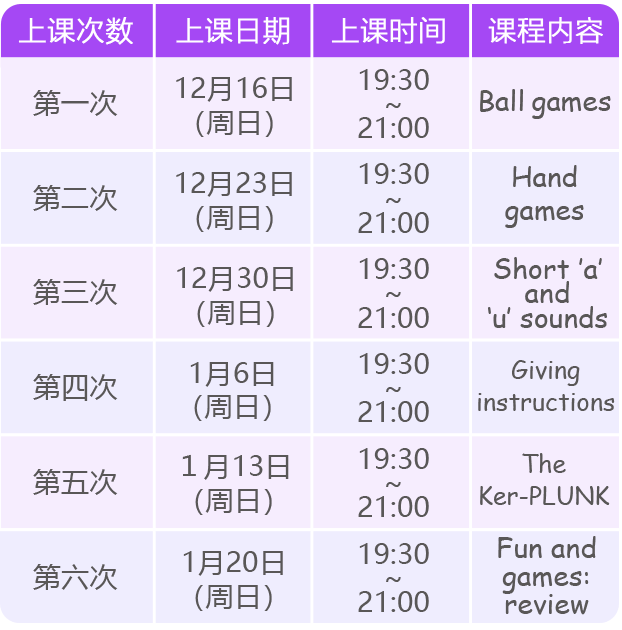 上课次数 上课日期 上课时间 课程内容
第一次
12月16日
(周日)
19:30
~
21:00
Ball games
第二次
12月23日
(周日)
19:30
~
21:00
Hand
games
第三次
12月30日
(周日)
19:30
~
21:00
Short 'a'
and
'u' sounds
第四次
1月6日
(周日)
19:30
~
21:00
Giving
instructions
第五次
1月13日
(周日)
19:30
~
21:00
The
Ker-PLUNK
第六次
1月20日
(周日)
19:30
~
21:00
Fun and
games:
review